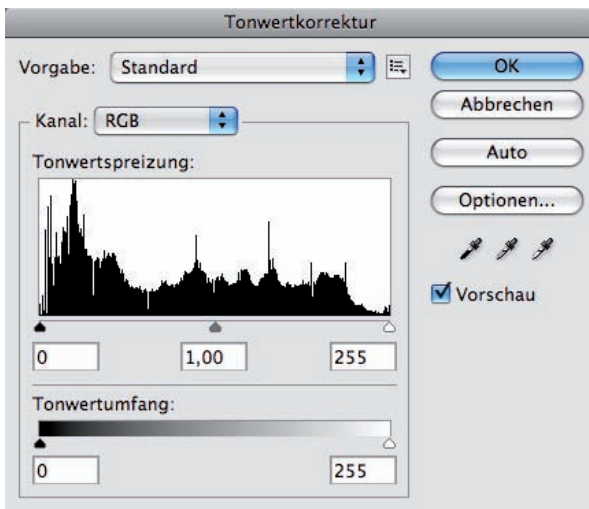 Tonwertkorrektur
Vorgabe: Standard
OK
Abbrechen
Auto
Optionen...
Vorschau
Kanal: RGB
Tonwertspreizung:
0 1,00 255
Tonwertumfang:
0 255